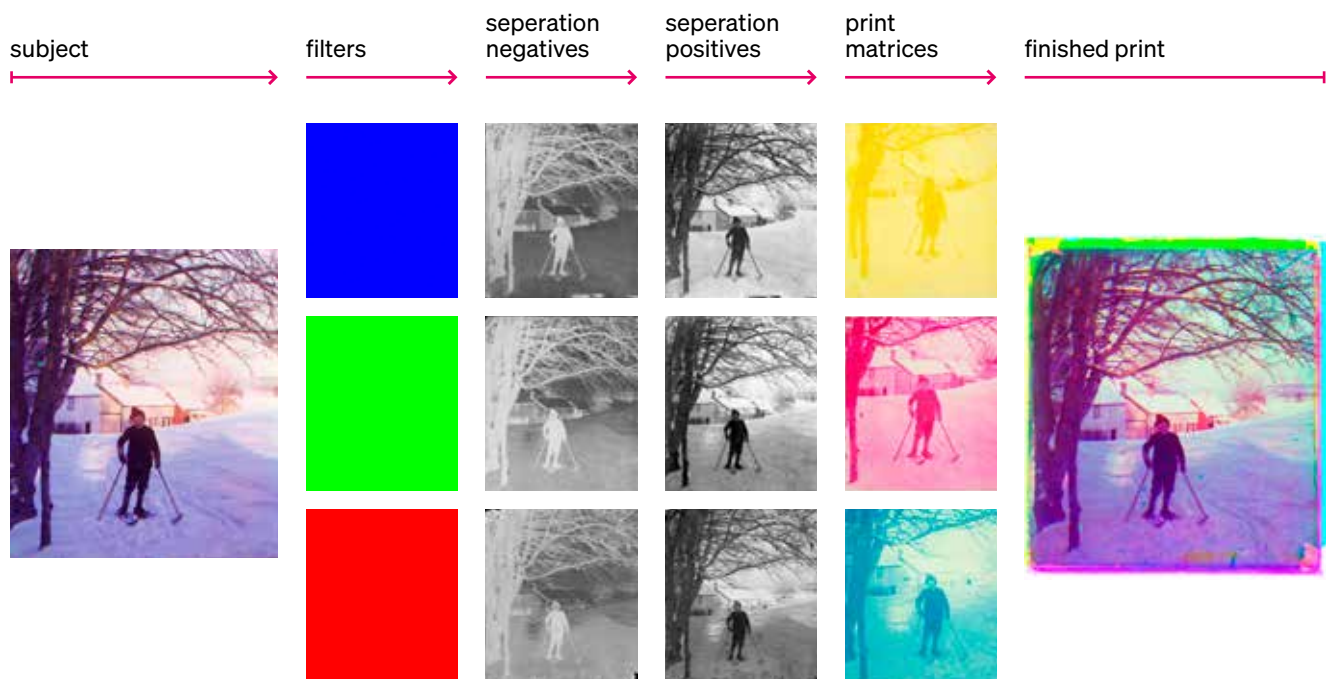 subject
filters
seperation
negatives
seperation
positives
print
matrices
finished print